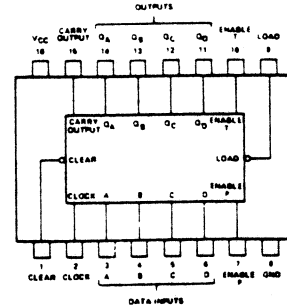 OUTPUTS
VCC CARRY OUTPUT QA QB QC QD ENABLE T LOAD
16 15 14 13 12 11 10 9
CARRY OUTPUT QA QB QC QD ENABLE T
CLEAR LOAD
CLOCK A B C D ENABLE P
1 2 3 4 5 6 7 8
CLEAR CLOCK A B C D ENABLE P GND
DATA INPUTS